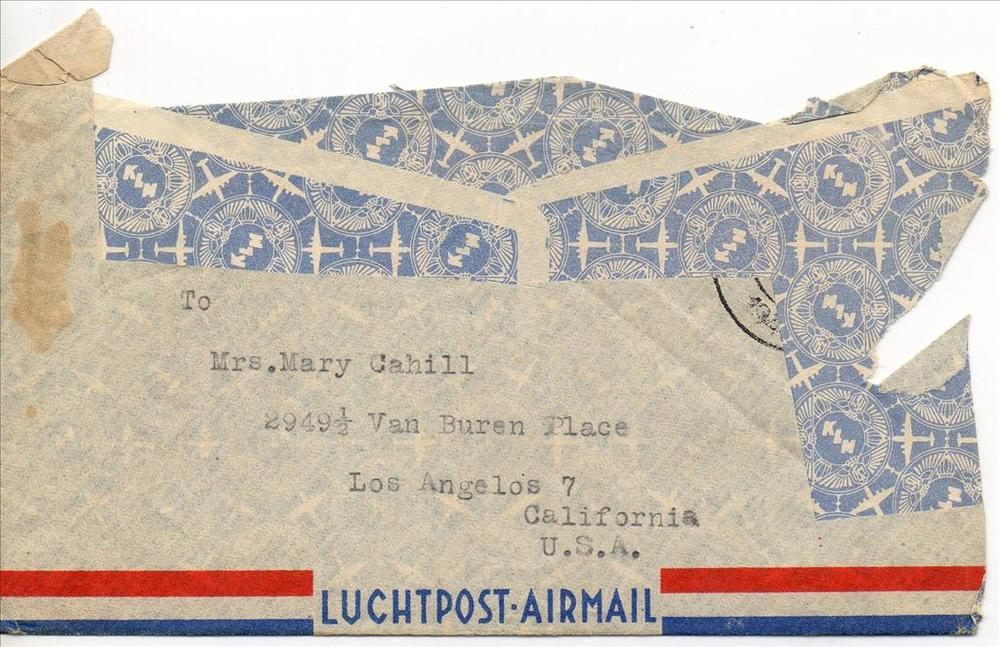 To
Mrs.Mary Cahill
2949½ Van Buren Place
Los Angelos 7
California
U.S.A.
LUCHTPOST·AIRMAIL